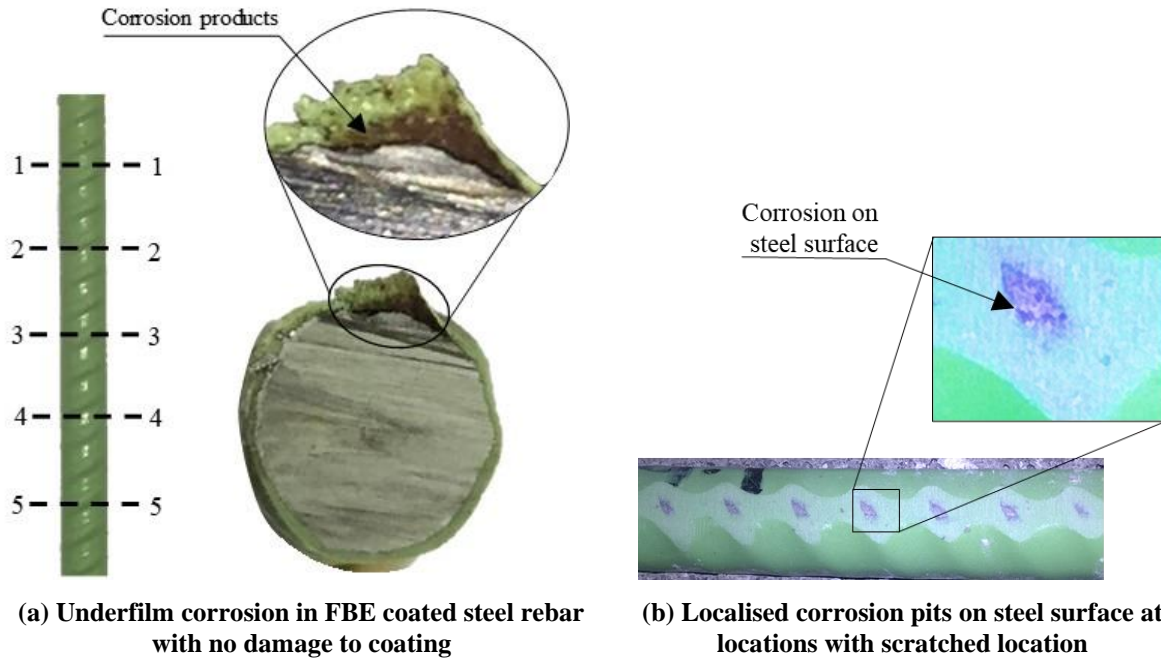 Corrosion products
1 1
2 2
3 3
4 4
5 5
(a) Underfilm corrosion in FBE coated steel rebar
with no damage to coating
Corrosion on
steel surface
(b) Localised corrosion pits on steel surface at
locations with scratched location